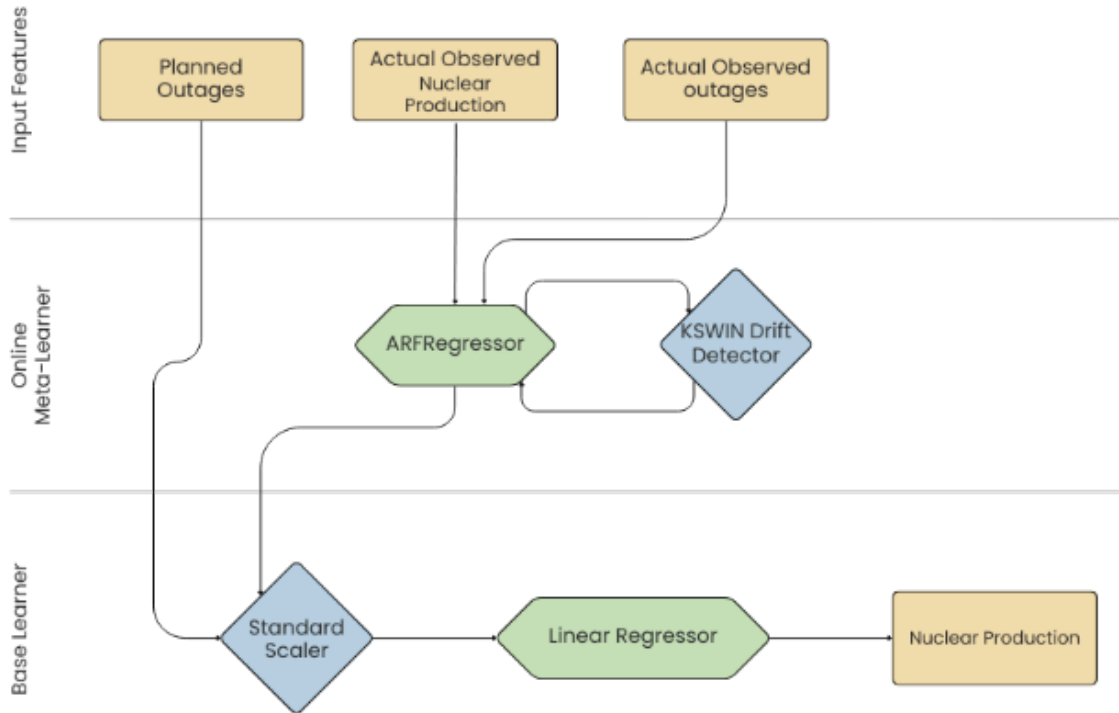 Input Features
Planned
Outages
Actual Observed
Nuclear
Production
Actual Observed
outages
Online
Meta-Learner
ARFRegressor
KSWIN Drift
Detector
Base Learner
Standard
Scaler
Linear Regressor
Nuclear Production